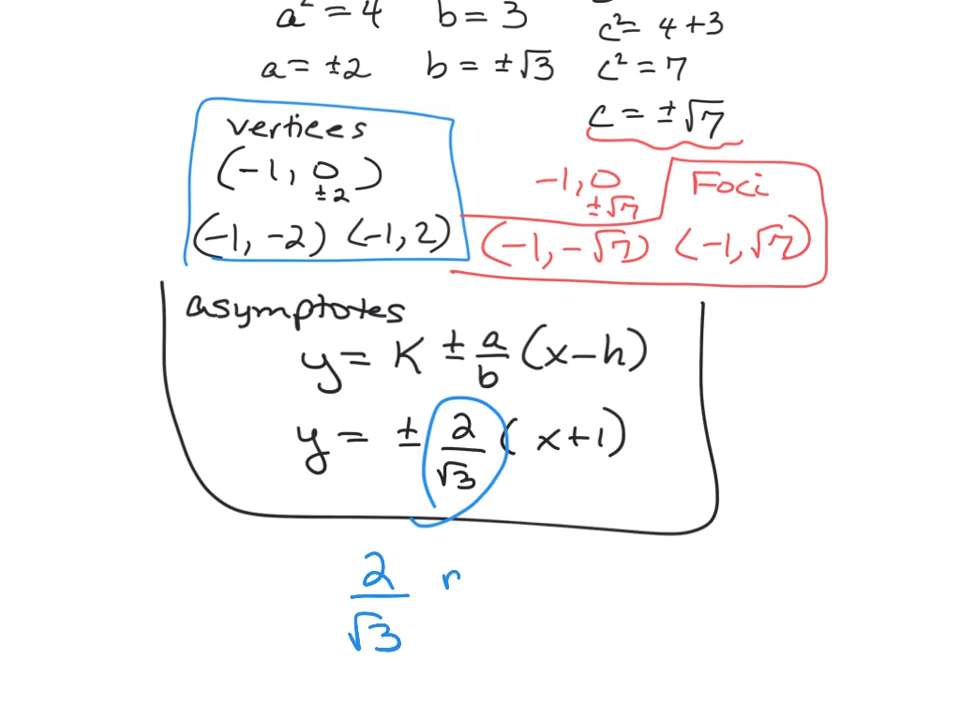 a² = 4 b = 3 c² = 4 + 3
a = ±2 b = ±√3 c² = 7
c = ±√7
vertices
(-1, 0)
±2
(-1, -2) (-1, 2)
-1, 0
±√7
Foci
(-1, -√7) (-1, √7)
asymptotes
y = K ± a/b (x-h)
y = ± 2/√3 (x+1)
2/√3 r